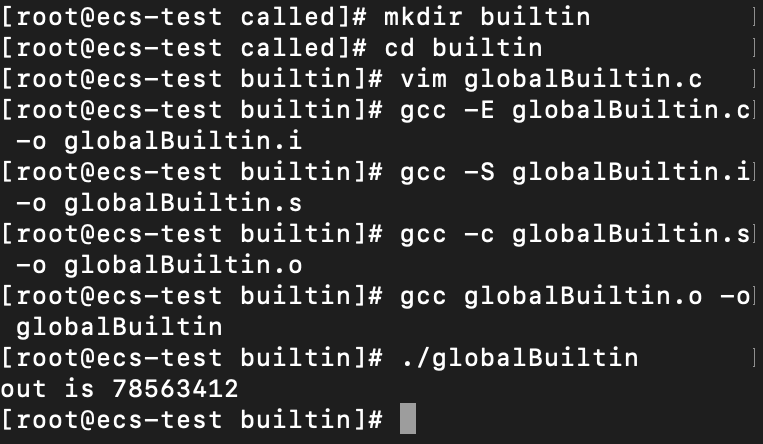 [root@ecs-test called]# mkdir builtin ]
[root@ecs-test called]# cd builtin ]
[root@ecs-test builtin]# vim globalBuiltin.c ]
[root@ecs-test builtin]# gcc -E globalBuiltin.c]
 -o globalBuiltin.i
[root@ecs-test builtin]# gcc -S globalBuiltin.i]
-o globalBuiltin.s
[root@ecs-test builtin]# gcc -c globalBuiltin.s]
 -o globalBuiltin.o
[root@ecs-test builtin]# gcc globalBuiltin.o -o]
 globalBuiltin
[root@ecs-test builtin]# ./globalBuiltin ]
out is 78563412
[root@ecs-test builtin]#